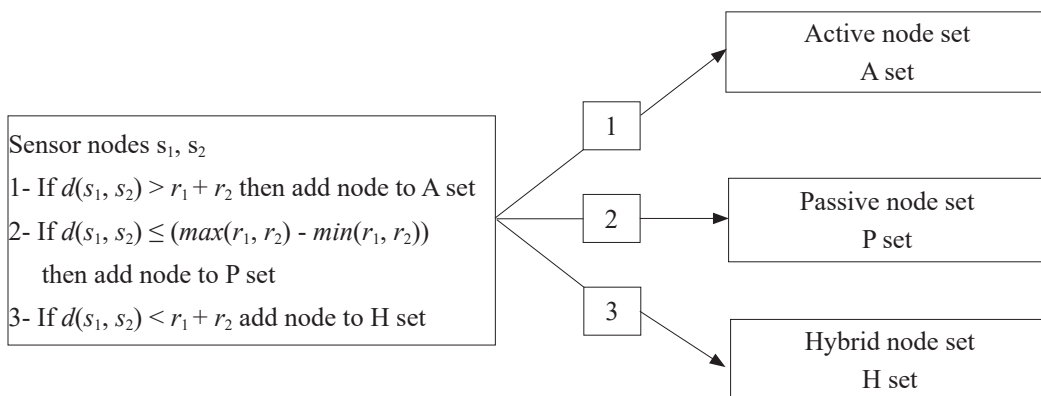 Sensor nodes s₁, s₂
1- If d(s₁, s₂) > r₁ + r₂ then add node to A set
2- If d(s₁, s₂) ≤ (max(r₁, r₂) - min(r₁, r₂))
then add node to P set
3- If d(s₁, s₂) < r₁ + r₂ add node to H set
1
2
3
Active node set
A set
Passive node set
P set
Hybrid node set
H set